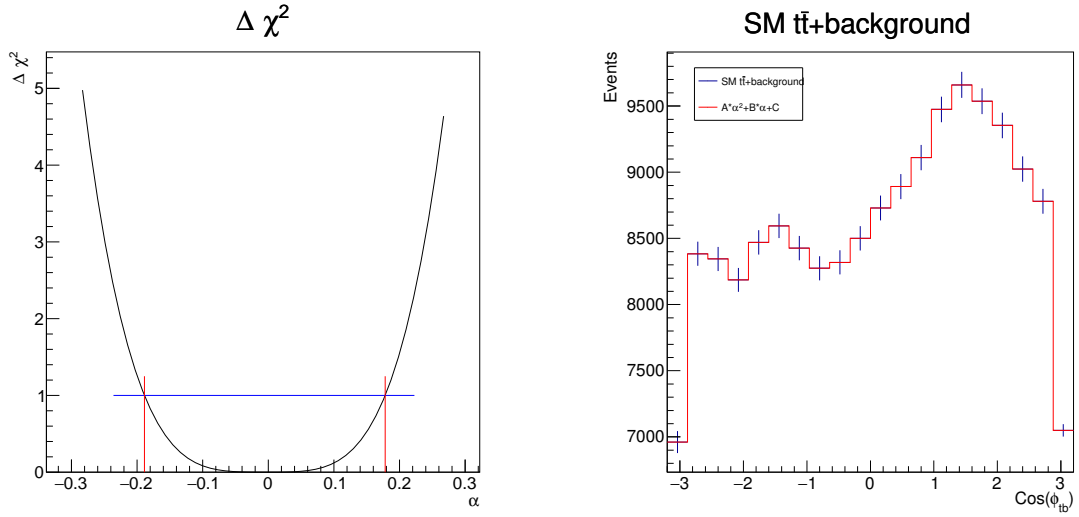 Δ χ²
Δ χ²
5
4
3
2
1
0
−0.3 −0.2 −0.1 0 0.1 0.2 0.3
α
SM tt̄+background
Events
SM tt̄+background
A*α²+B*α+C
9500
9000
8500
8000
7500
7000
−3 −2 −1 0 1 2 3
Cos(ϕ_tb)